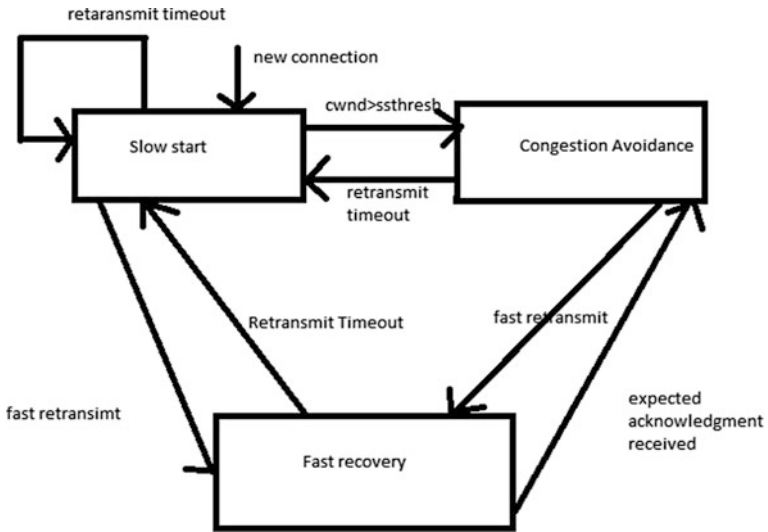 retaransmit timeout
new connection
cwnd>ssthresh
Slow start
Congestion Avoidance
retransmit
timeout
Retransmit Timeout
fast retransmit
fast retransimt
expected
acknowledgment
received
Fast recovery